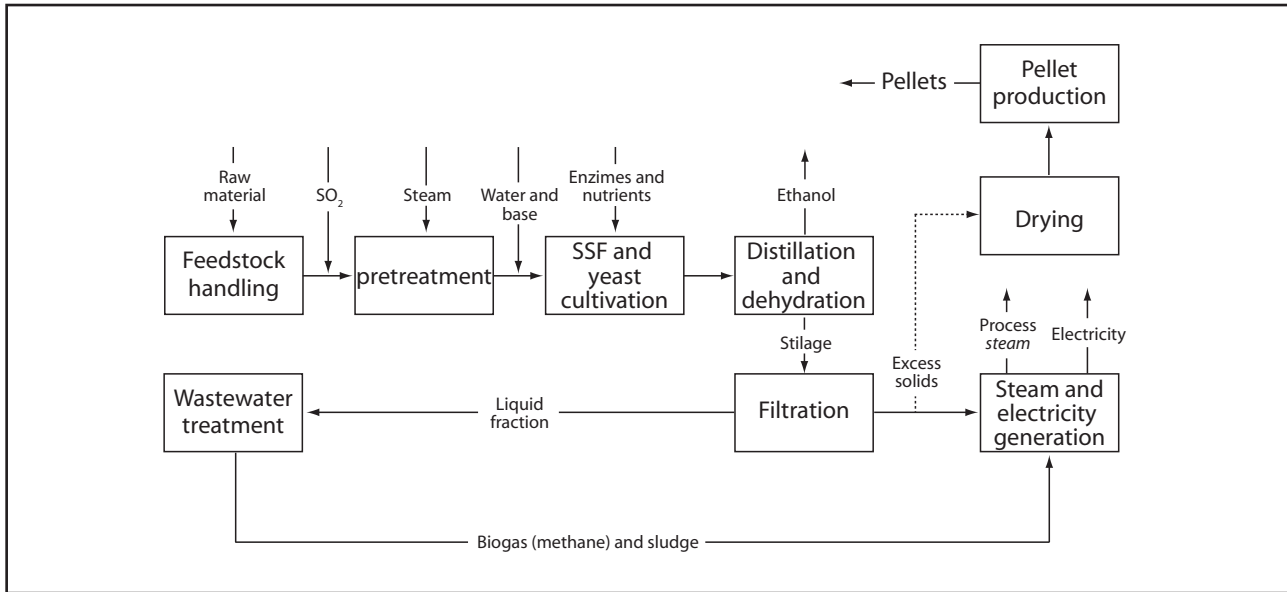 Pellets
Pellet
production
Raw
material
SO₂
Steam
Water and
base
Enzimes and
nutrients
Ethanol
Drying
Feedstock
handling
pretreatment
SSF and
yeast
cultivation
Distillation
and
dehydration
Process
steam
Electricity
Stilage
Excess
solids
Wastewater
treatment
Liquid
fraction
Filtration
Steam and
electricity
generation
Biogas (methane) and sludge